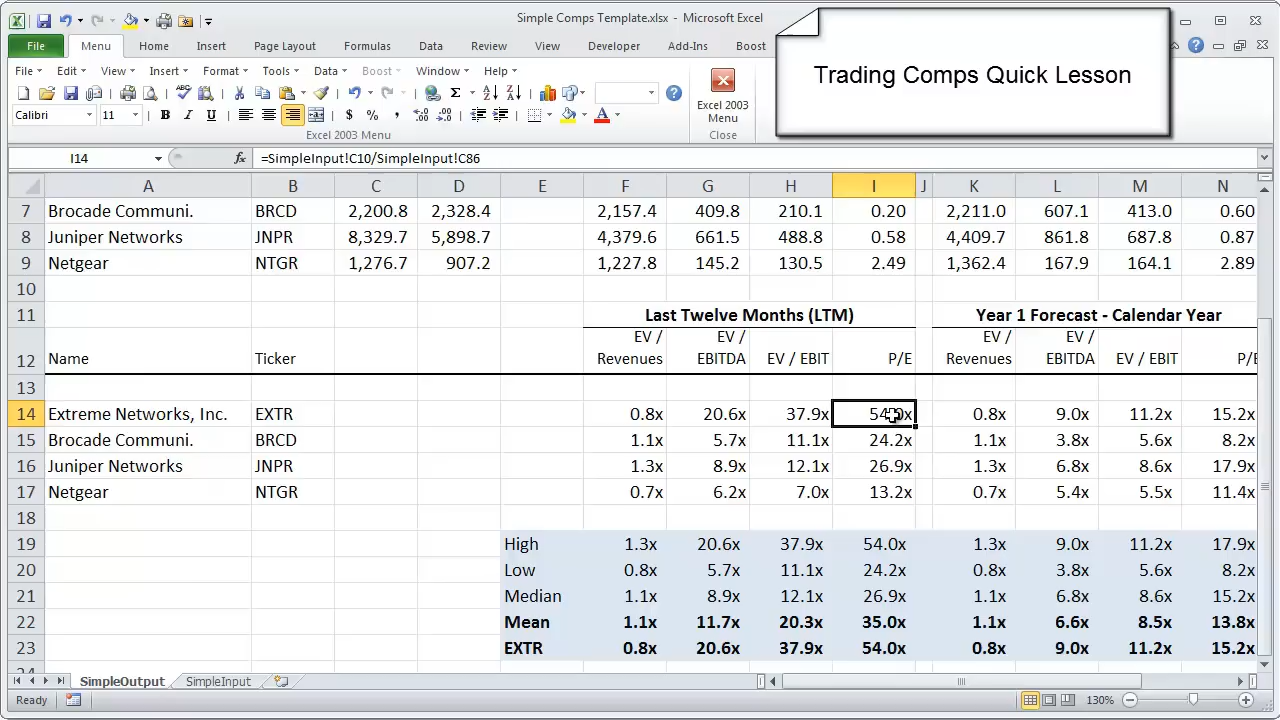 Simple Comps Template.xlsx - Microsoft Excel
Trading Comps Quick Lesson
File Menu Home Insert Page Layout Formulas Data Review View Developer Add-Ins Boost
File Edit View Insert Format Tools Data Boost Window Help
Calibri 11 B I U $ % ,
Excel 2003 Menu
Excel 2003 Menu
Close
I14 fx =SimpleInput!C10/SimpleInput!C86
A B C D E F G H I J K L M N
7 Brocade Communi. BRCD 2,200.8 2,328.4 2,157.4 409.8 210.1 0.20 2,211.0 607.1 413.0 0.60
8 Juniper Networks JNPR 8,329.7 5,898.7 4,379.6 661.5 488.8 0.58 4,409.7 861.8 687.8 0.87
9 Netgear NTGR 1,276.7 907.2 1,227.8 145.2 130.5 2.49 1,362.4 167.9 164.1 2.89
10
11 Last Twelve Months (LTM) Year 1 Forecast - Calendar Year
EV / EV / EV / EV /
12 Name Ticker Revenues EBITDA EV / EBIT P/E Revenues EBITDA EV / EBIT P/E
13
14 Extreme Networks, Inc. EXTR 0.8x 20.6x 37.9x 54.0x 0.8x 9.0x 11.2x 15.2x
15 Brocade Communi. BRCD 1.1x 5.7x 11.1x 24.2x 1.1x 3.8x 5.6x 8.2x
16 Juniper Networks JNPR 1.3x 8.9x 12.1x 26.9x 1.3x 6.8x 8.6x 17.9x
17 Netgear NTGR 0.7x 6.2x 7.0x 13.2x 0.7x 5.4x 5.5x 11.4x
18
19 High 1.3x 20.6x 37.9x 54.0x 1.3x 9.0x 11.2x 17.9x
20 Low 0.8x 5.7x 11.1x 24.2x 0.8x 3.8x 5.6x 8.2x
21 Median 1.1x 8.9x 12.1x 26.9x 1.1x 6.8x 8.6x 15.2x
22 Mean 1.1x 11.7x 20.3x 35.0x 1.1x 6.6x 8.5x 13.8x
23 EXTR 0.8x 20.6x 37.9x 54.0x 0.8x 9.0x 11.2x 15.2x
24
SimpleOutput SimpleInput
Ready 130%